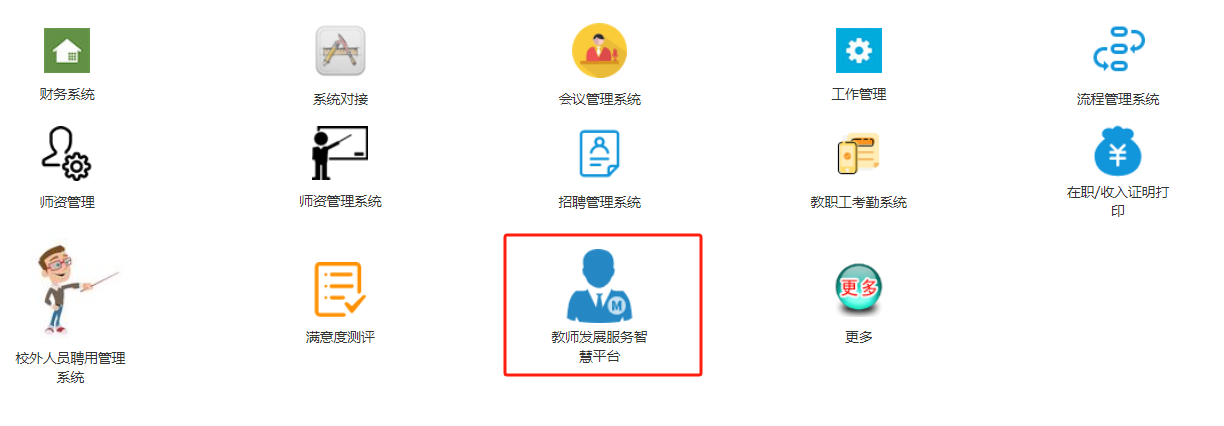 财务系统
系统对接
会议管理系统
工作管理
流程管理系统
师资管理
师资管理系统
招聘管理系统
教职工考勤系统
¥
在职/收入证明打
印
校外人员聘用管理
系统
满意度测评
M
教师发展服务智
慧平台
更多
更多